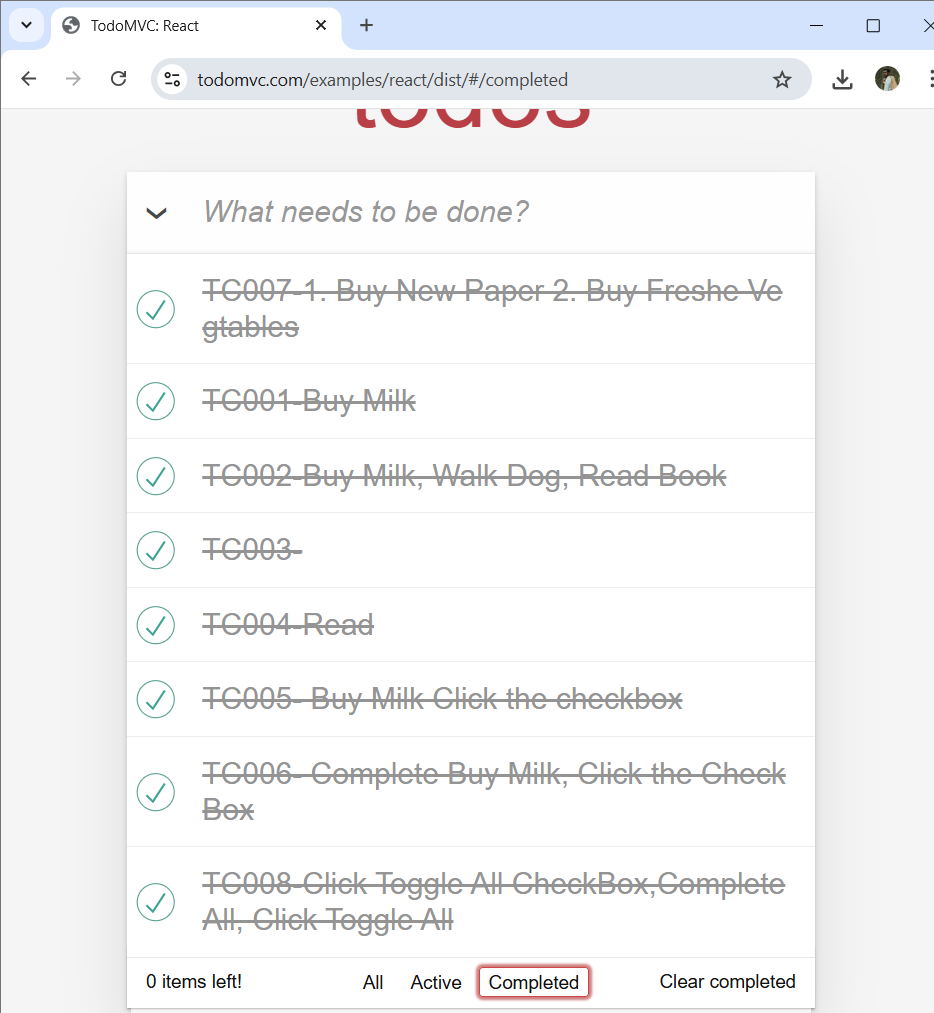 TodoMVC: React
todomvc.com/examples/react/dist/#/completed
todos
What needs to be done?
TC007-1. Buy New Paper 2. Buy Freshe Ve
gtables
TC001-Buy Milk
TC002-Buy Milk, Walk Dog, Read Book
TC003-
TC004-Read
TC005- Buy Milk Click the checkbox
TC006- Complete Buy Milk, Click the Check
Box
TC008-Click Toggle All CheckBox,Complete
All, Click Toggle All
0 items left! All Active Completed Clear completed